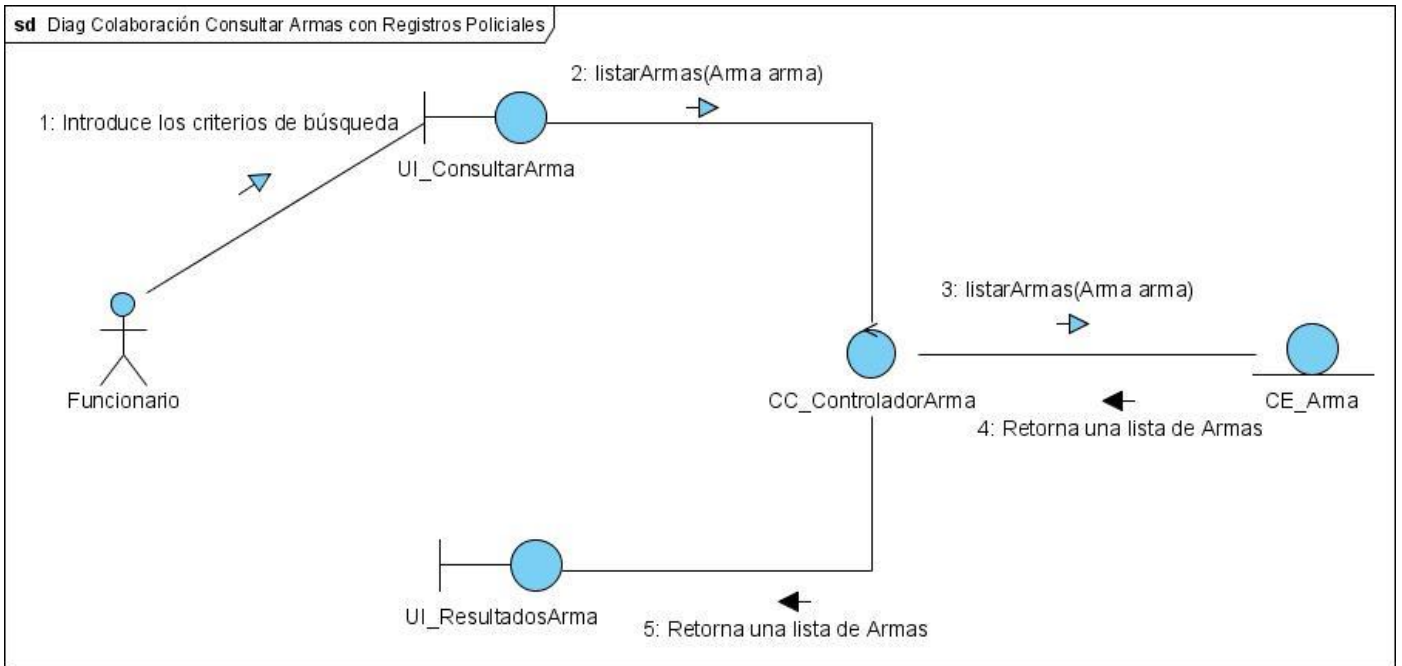 sd Diag Colaboración Consultar Armas con Registros Policiales
2: listarArmas(Arma arma)
1: Introduce los criterios de búsqueda
UI_ConsultarArma
3: listarArmas(Arma arma)
Funcionario
CC_ControladorArma
CE_Arma
4: Retorna una lista de Armas
UI_ResultadosArma
5: Retorna una lista de Armas